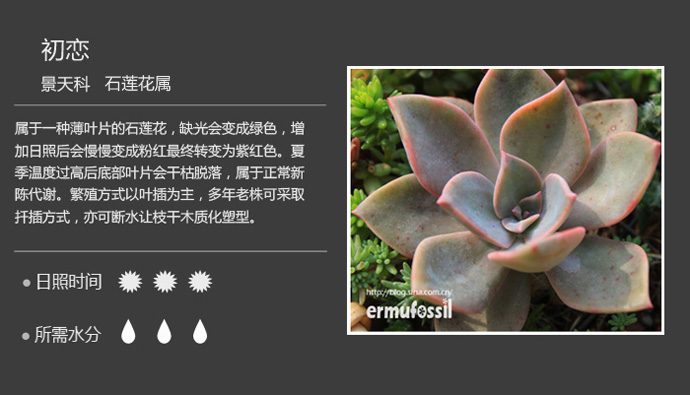 初恋
景天科 石莲花属
属于一种薄叶片的石莲花，缺光会变成绿色，增
加日照后会慢慢变成粉红最终转变为紫红色。夏
季温度过高后底部叶片会干枯脱落，属于正常新
陈代谢。繁殖方式以叶插为主，多年老株可采取
扦插方式，亦可断水让枝干木质化塑型。
日照时间
所需水分
http://blog.sina.com.cn/
ermufossil